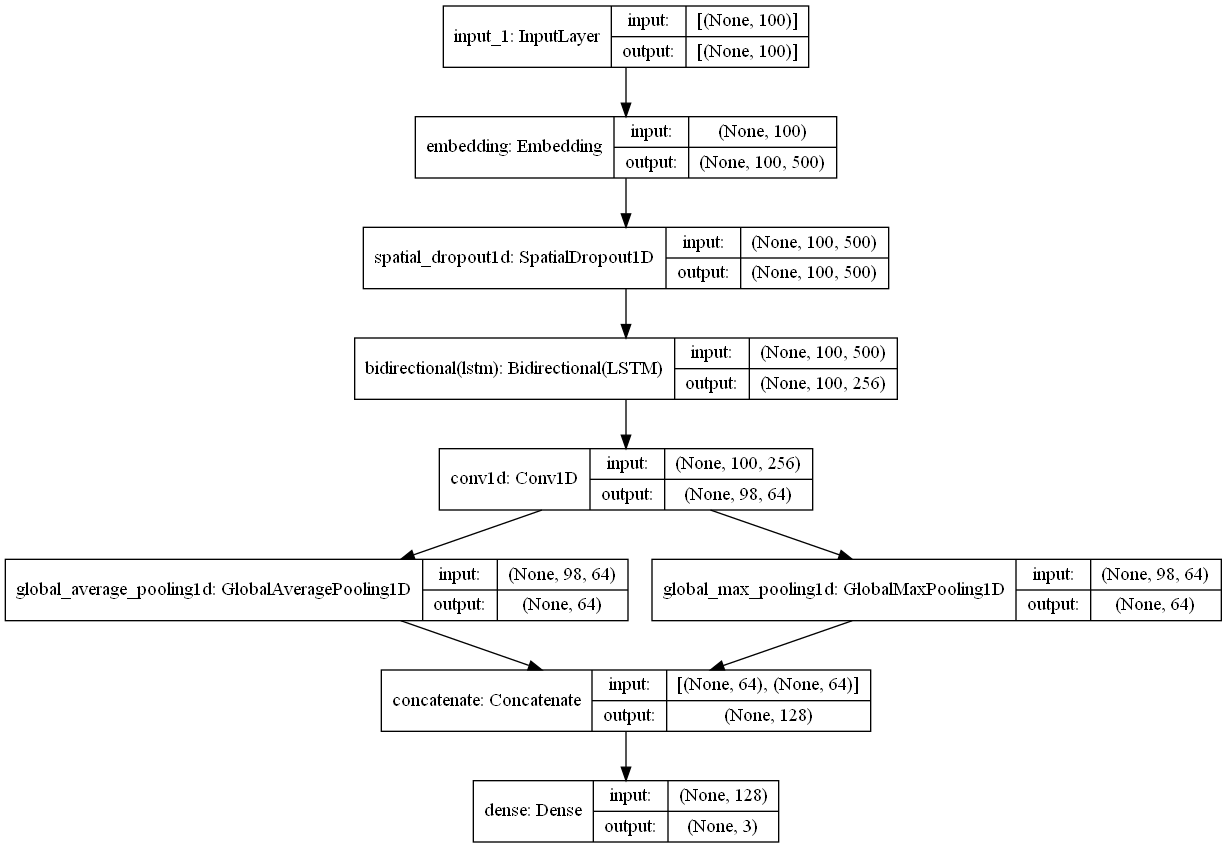 input_1: InputLayer
input: [(None, 100)]
output: [(None, 100)]
embedding: Embedding
input: (None, 100)
output: (None, 100, 500)
spatial_dropout1d: SpatialDropout1D
input: (None, 100, 500)
output: (None, 100, 500)
bidirectional(lstm): Bidirectional(LSTM)
input: (None, 100, 500)
output: (None, 100, 256)
conv1d: Conv1D
input: (None, 100, 256)
output: (None, 98, 64)
global_average_pooling1d: GlobalAveragePooling1D
input: (None, 98, 64)
output: (None, 64)
global_max_pooling1d: GlobalMaxPooling1D
input: (None, 98, 64)
output: (None, 64)
concatenate: Concatenate
input: [(None, 64), (None, 64)]
output: (None, 128)
dense: Dense
input: (None, 128)
output: (None, 3)